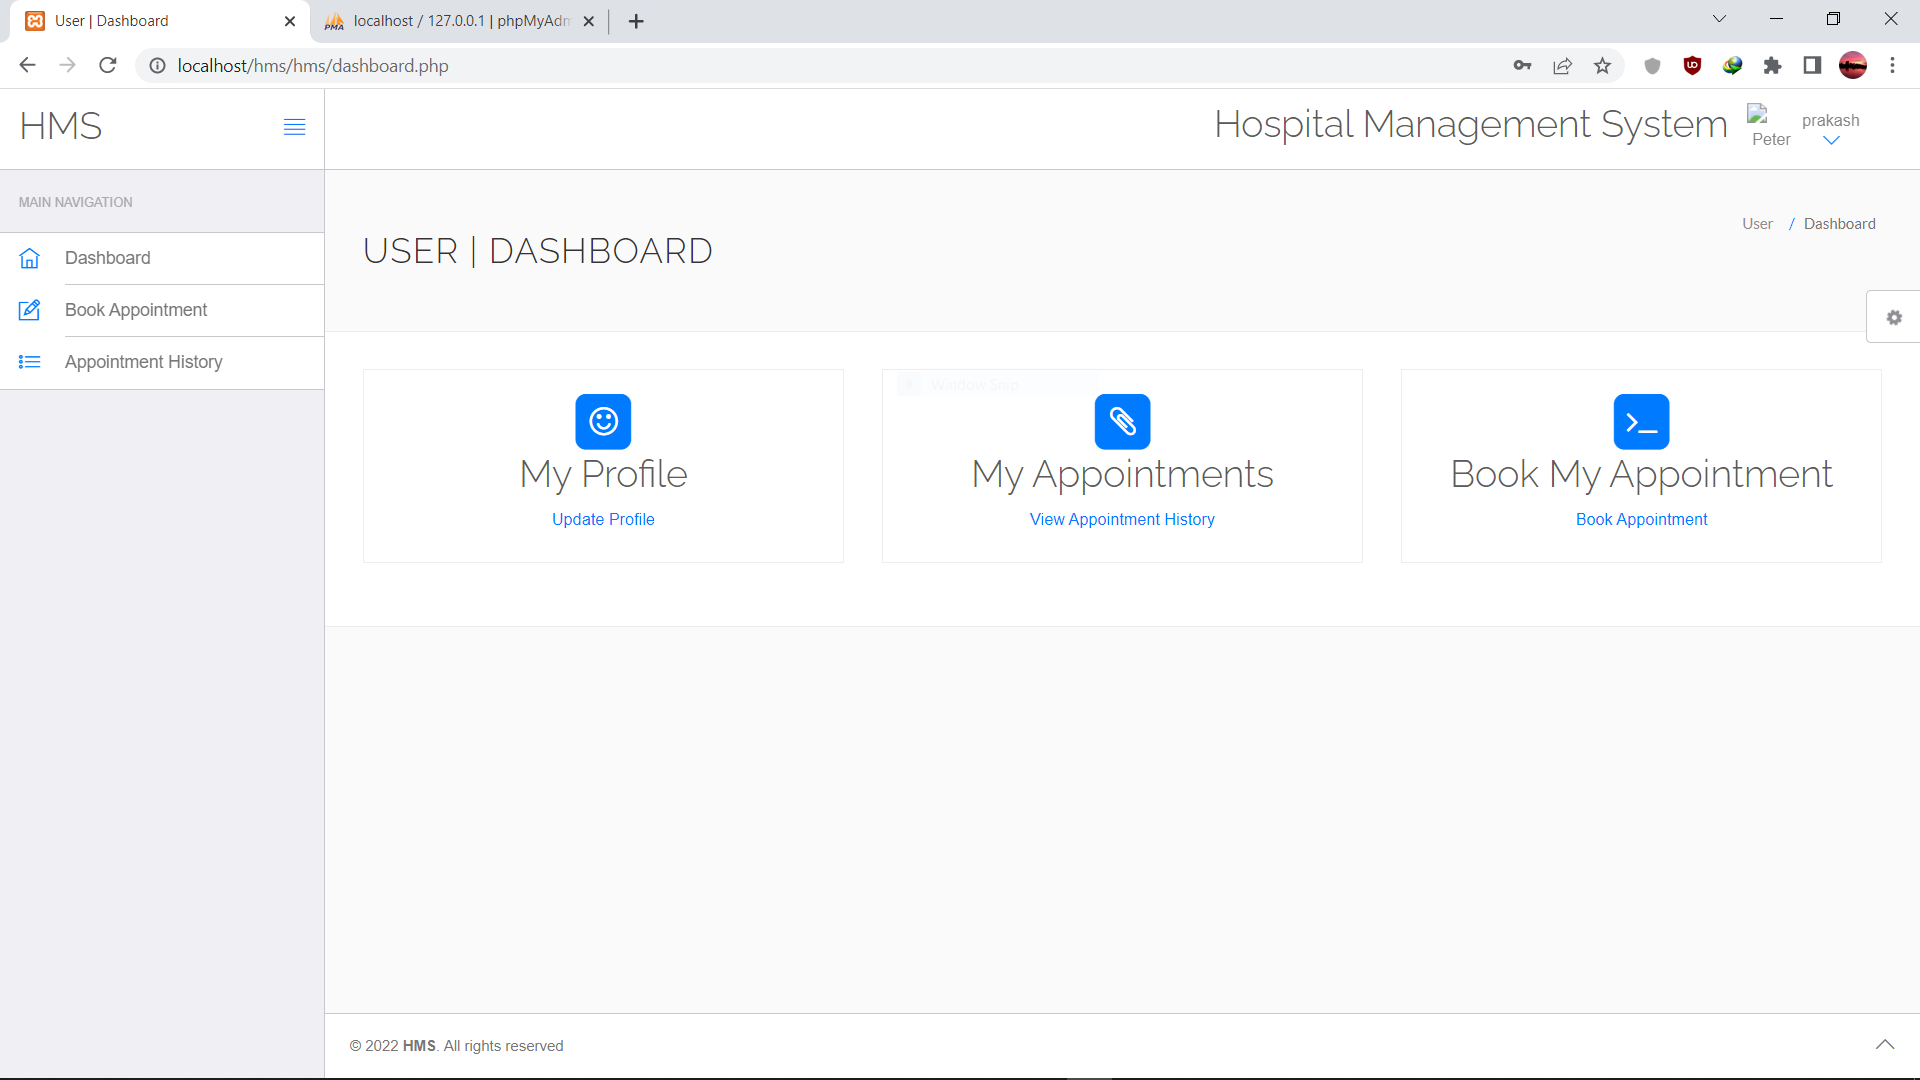 User | Dashboard
localhost / 127.0.0.1 | phpMyAdm
localhost/hms/hms/dashboard.php
HMS
Hospital Management System
Peter
prakash
MAIN NAVIGATION
Dashboard
Book Appointment
Appointment History
USER | DASHBOARD
User / Dashboard
Window Snip
My Profile
Update Profile
My Appointments
View Appointment History
Book My Appointment
Book Appointment
© 2022 HMS. All rights reserved